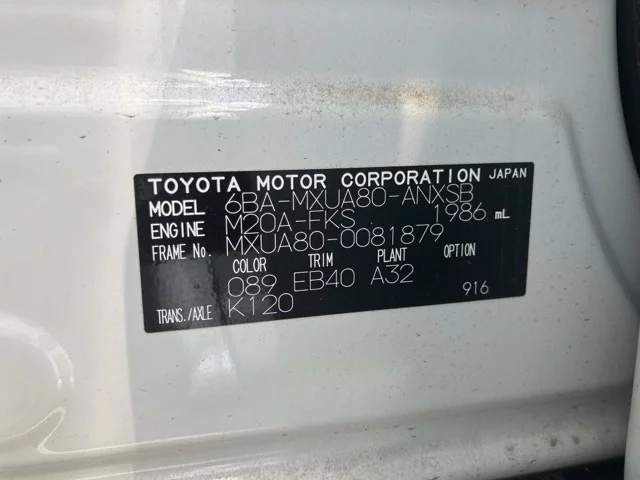 TOYOTA MOTOR CORPORATION JAPAN
MODEL 6BA-MXUA80-ANXSB
ENGINE M20A-FKS 1986 mL
FRAME No. MXUA80-0081879
COLOR TRIM PLANT OPTION
089 EB40 A32
TRANS./AXLE K120 916